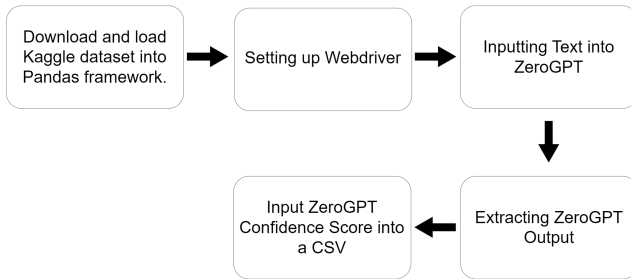 Download and load
Kaggle dataset into
Pandas framework.
Setting up Webdriver
Inputting Text into
ZeroGPT
Extracting ZeroGPT
Output
Input ZeroGPT
Confidence Score into
a CSV